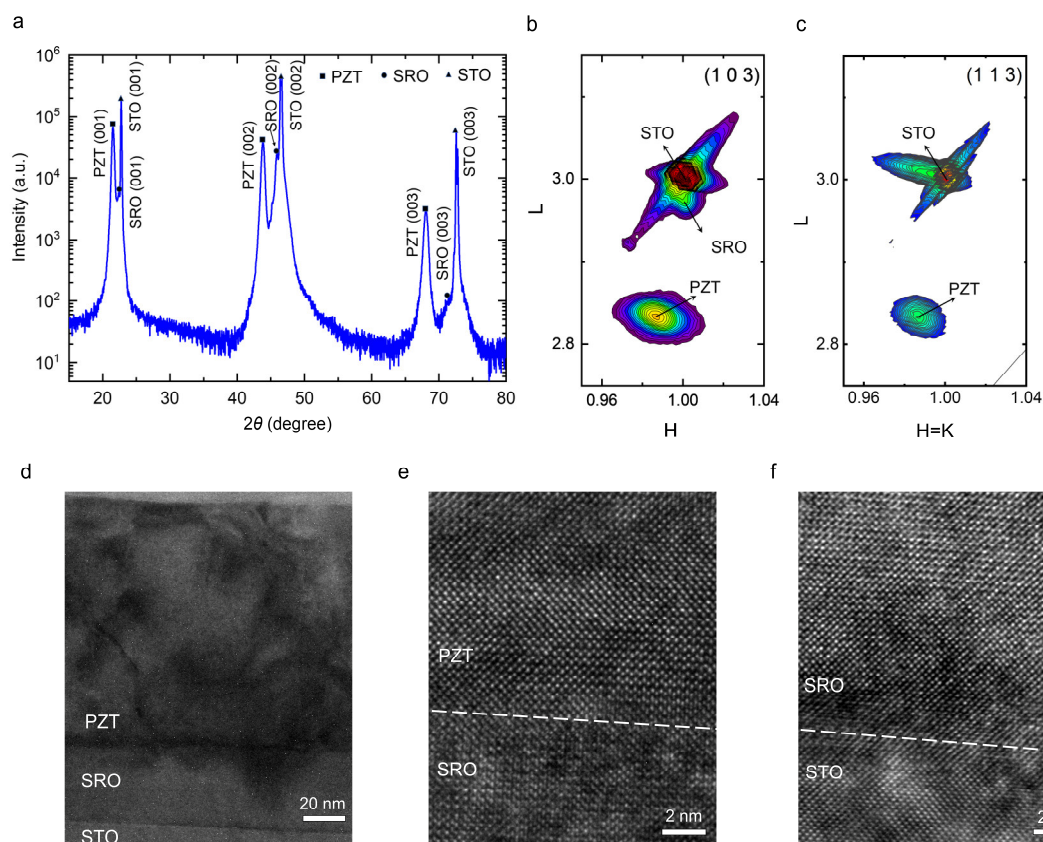 a
b
c
Intensity (a.u.)
10⁶
10⁵
10⁴
10³
10²
10¹
PZT
SRO
STO
PZT (001)
STO (001)
SRO (001)
PZT (002)
SRO (002)
STO (002)
PZT (003)
SRO (003)
STO (003)
20
30
40
50
60
70
80
2θ (degree)
L
3.0
2.8
(1 0 3)
STO
SRO
PZT
0.96
1.00
1.04
H
L
3.0
2.8
(1 1 3)
STO
PZT
0.96
1.00
1.04
H=K
d
e
f
PZT
SRO
STO
20 nm
PZT
SRO
2 nm
SRO
STO
2